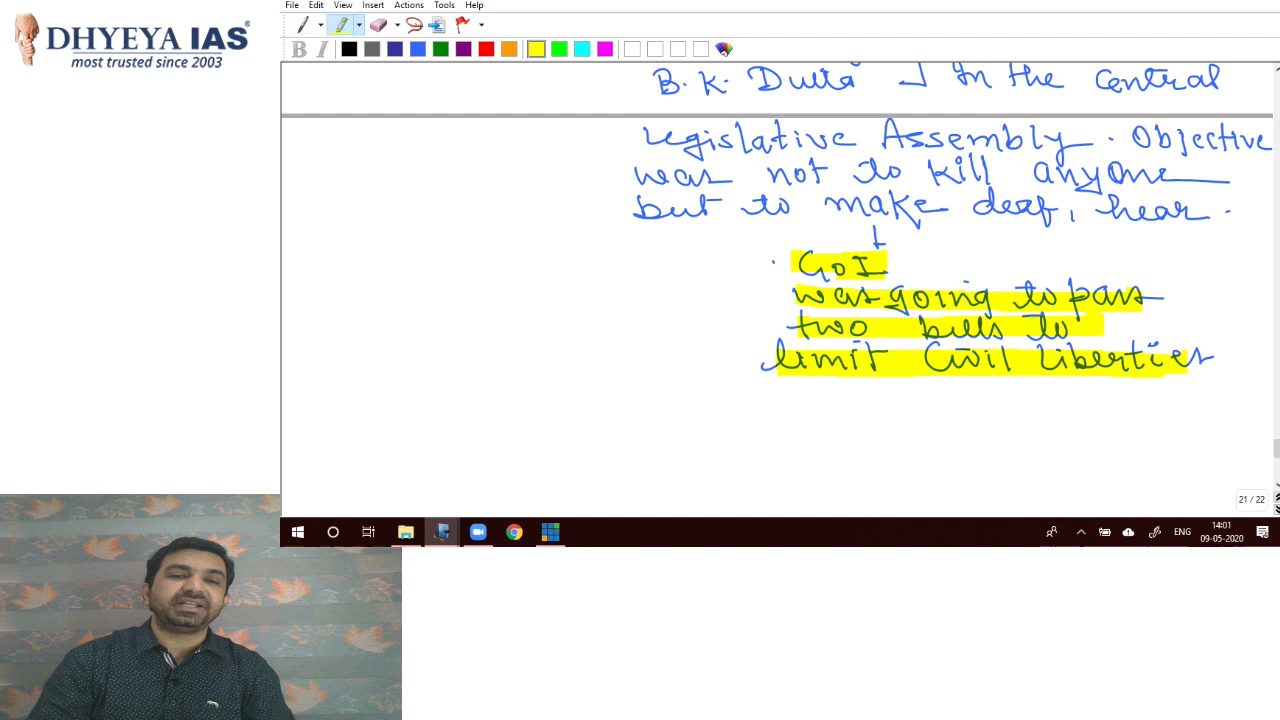 DHYEYA IAS
most trusted since 2003
File Edit View Insert Actions Tools Help
B I
B. K. Dutta → In the Central
Legislative Assembly. Objective
was not to kill anyone
but to make deaf, hear.
GoI
was going to pass
two bills to
limit Civil Liberties
21 / 22
ENG
14:01
09-05-2020